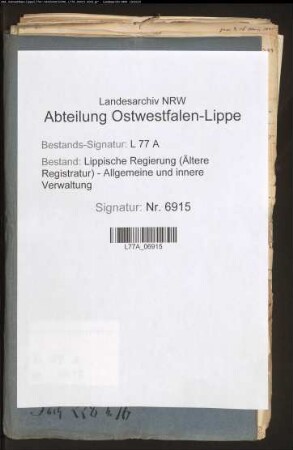 Landesarchiv NRW
Abteilung Ostwestfalen-Lippe
Bestands-Signatur: L 77 A
Bestand: Lippische Regierung (Ältere
Registratur) - Allgemeine und innere
Verwaltung
Signatur: Nr. 6915
L77A_06915